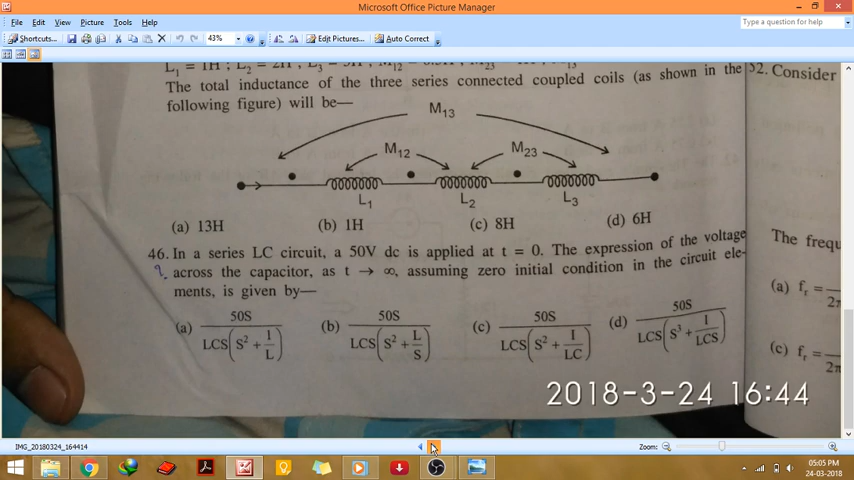 Microsoft Office Picture Manager
File Edit View Picture Tools Help
Type a question for help
Shortcuts... 43% Edit Pictures... Auto Correct
The total inductance of the three series connected coupled coils (as shown in the
following figure) will be—
M13
M12 M23
L1 L2 L3
(a) 13H (b) 1H (c) 8H (d) 6H
46. In a series LC circuit, a 50V dc is applied at t = 0. The expression of the voltage
across the capacitor, as t → ∞, assuming zero initial condition in the circuit ele-
ments, is given by—
(a) 50S / LCS(S² + 1/L) (b) 50S / LCS(S² + L/S) (c) 50S / LCS(S² + 1/LC) (d) 50S / LCS(S³ + 1/LCS)
52. Consider
The frequ
(a) fr =
(c) fr =
2018-3-24 16:44
IMG_20180324_164414
Zoom:
05:05 PM
24-03-2018